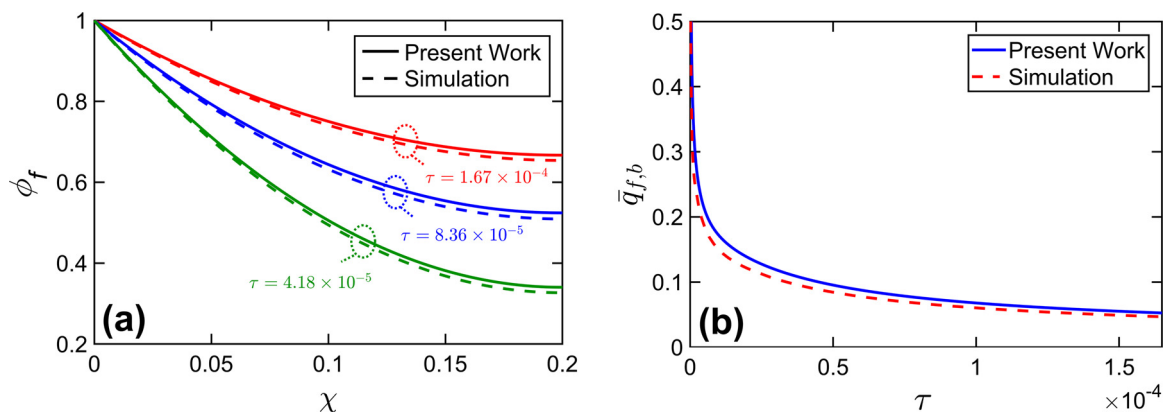 1
0.8
0.6
0.4
0.2
0
0.05
0.1
0.15
0.2
ϕ_f
χ
Present Work
Simulation
τ = 1.67 × 10⁻⁴
τ = 8.36 × 10⁻⁵
τ = 4.18 × 10⁻⁵
(a)
0.5
0.4
0.3
0.2
0.1
0
0
0.5
1
1.5
×10⁻⁴
q̄_{f,b}
τ
Present Work
Simulation
(b)